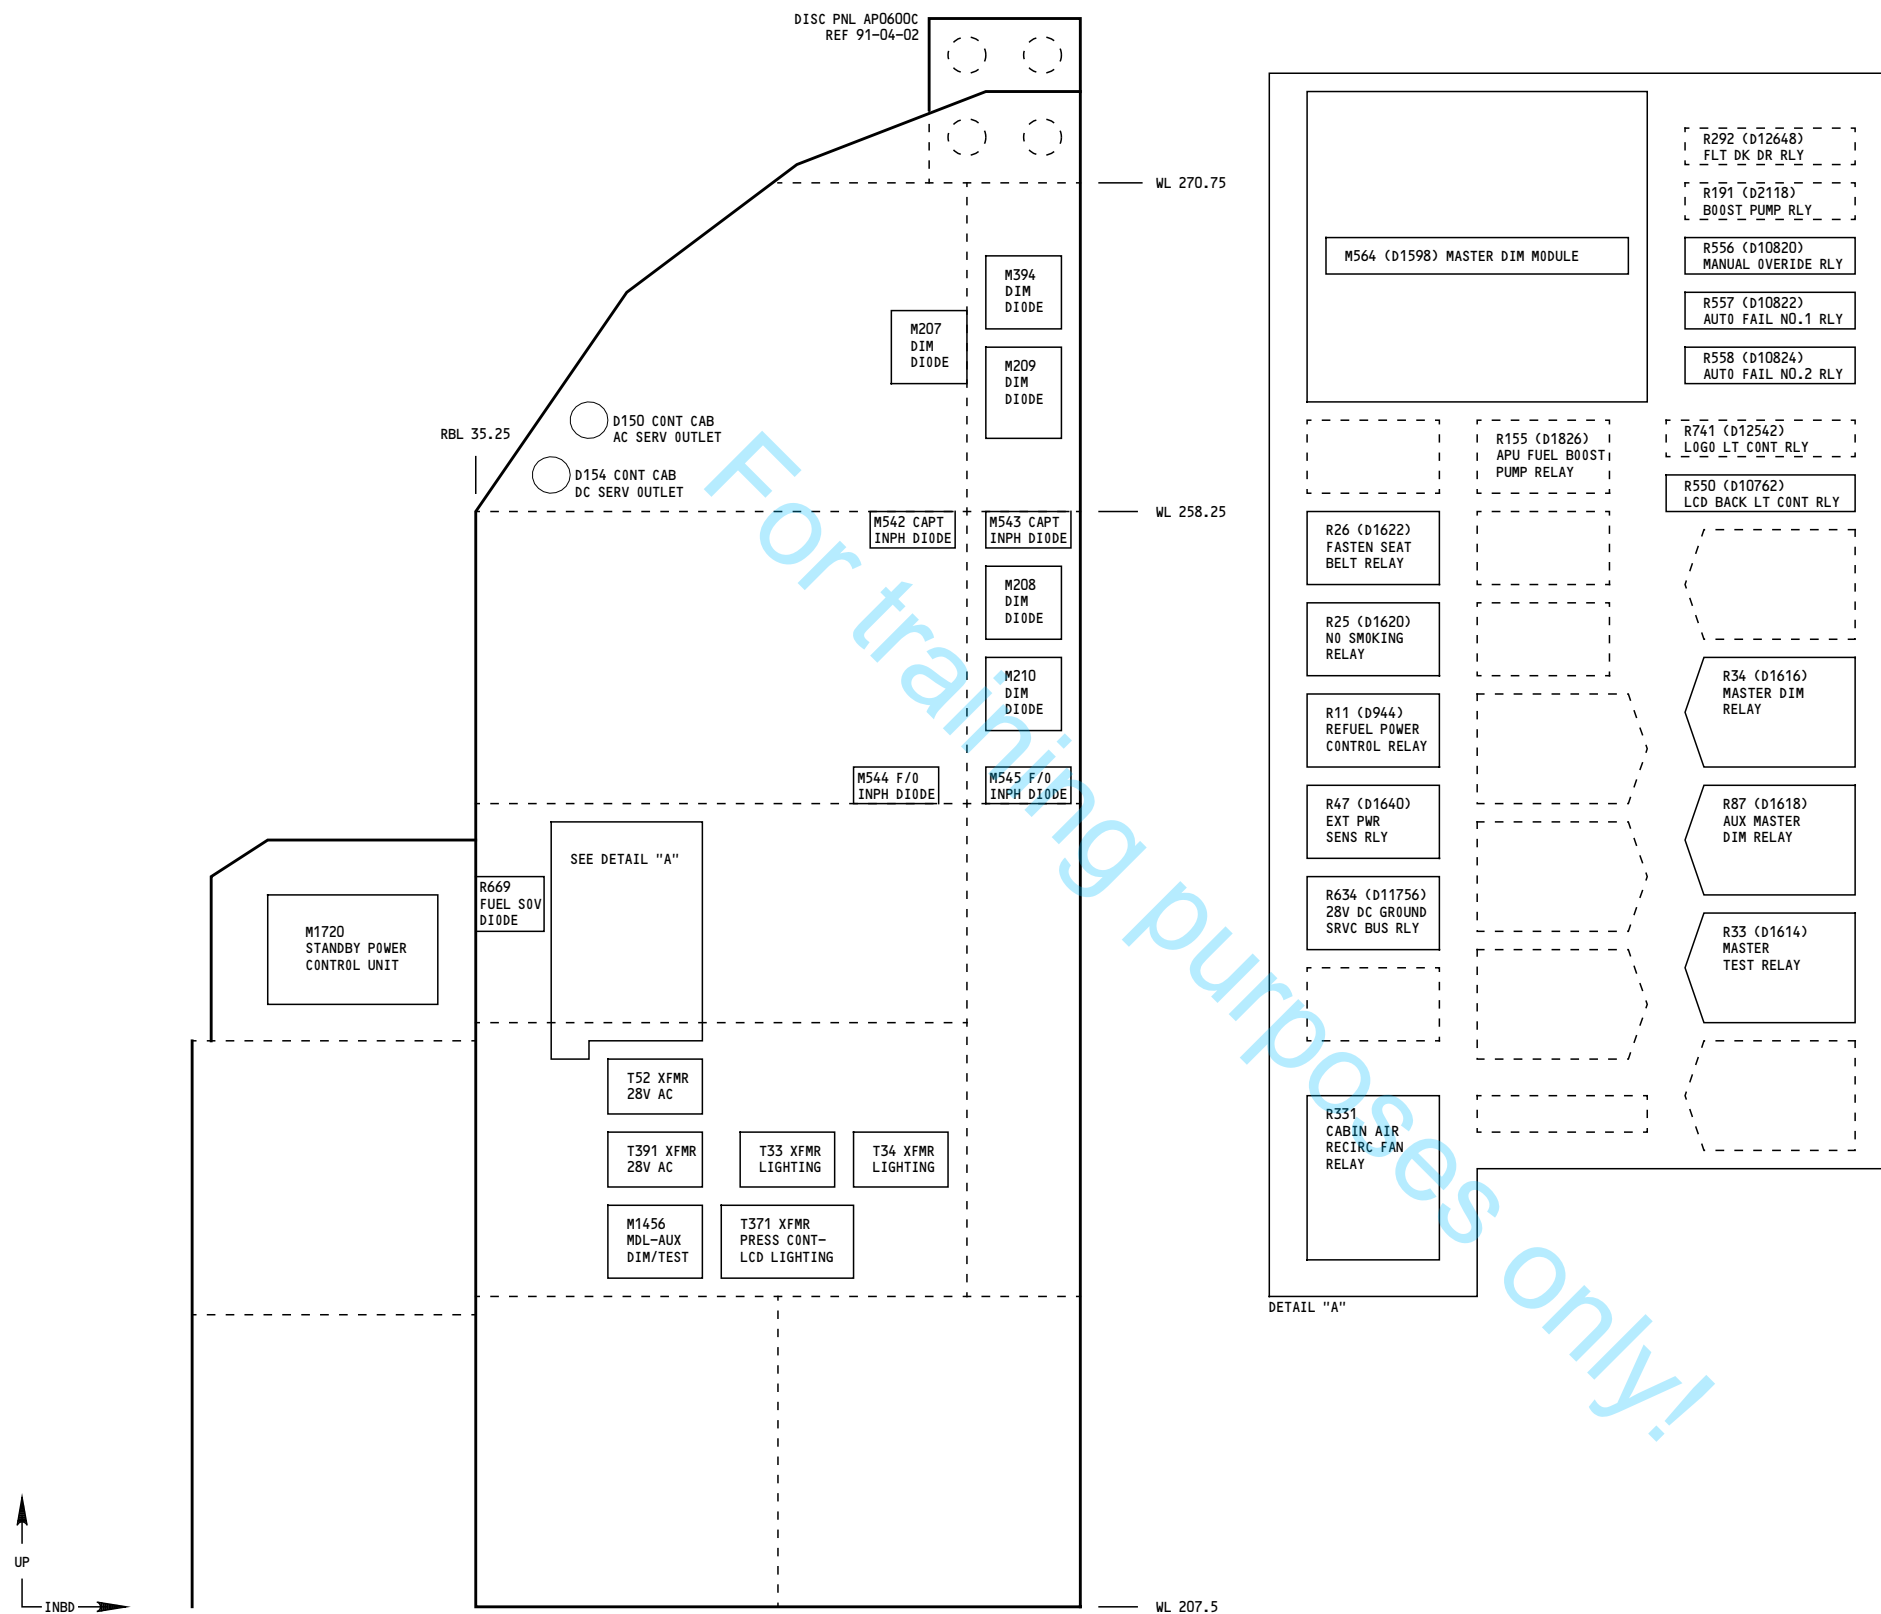 DISC PNL AP0600C
REF 91-04-02
WL 270.75
M394
DIM
DIODE
M207
DIM
DIODE
M209
DIM
DIODE
D150 CONT CAB
AC SERV OUTLET
RBL 35.25
D154 CONT CAB
DC SERV OUTLET
WL 258.25
M542 CAPT
INPH DIODE
M543 CAPT
INPH DIODE
M208
DIM
DIODE
M210
DIM
DIODE
M544 F/O
INPH DIODE
M545 F/O
INPH DIODE
SEE DETAIL "A"
R669
FUEL SOV
DIODE
M1720
STANDBY POWER
CONTROL UNIT
T52 XFMR
28V AC
T391 XFMR
28V AC
T33 XFMR
LIGHTING
T34 XFMR
LIGHTING
M1456
MDL-AUX
DIM/TEST
T371 XFMR
PRESS CONT-
LCD LIGHTING
UP
INBD
WL 207.5
M564 (D1598) MASTER DIM MODULE
R292 (D12648)
FLT DK DR RLY
R191 (D2118)
BOOST PUMP RLY
R556 (D10820)
MANUAL OVERIDE RLY
R557 (D10822)
AUTO FAIL NO.1 RLY
R558 (D10824)
AUTO FAIL NO.2 RLY
R155 (D1826)
APU FUEL BOOST
PUMP RELAY
R741 (D12542)
LOGO LT CONT RLY
R550 (D10762)
LCD BACK LT CONT RLY
R26 (D1622)
FASTEN SEAT
BELT RELAY
R25 (D1620)
NO SMOKING
RELAY
R11 (D944)
REFUEL POWER
CONTROL RELAY
R47 (D1640)
EXT PWR
SENS RLY
R634 (D11756)
28V DC GROUND
SRVC BUS RLY
R331
CABIN AIR
RECIRC FAN
RELAY
R34 (D1616)
MASTER DIM
RELAY
R87 (D1618)
AUX MASTER
DIM RELAY
R33 (D1614)
MASTER
TEST RELAY
DETAIL "A"
For training purposes only!